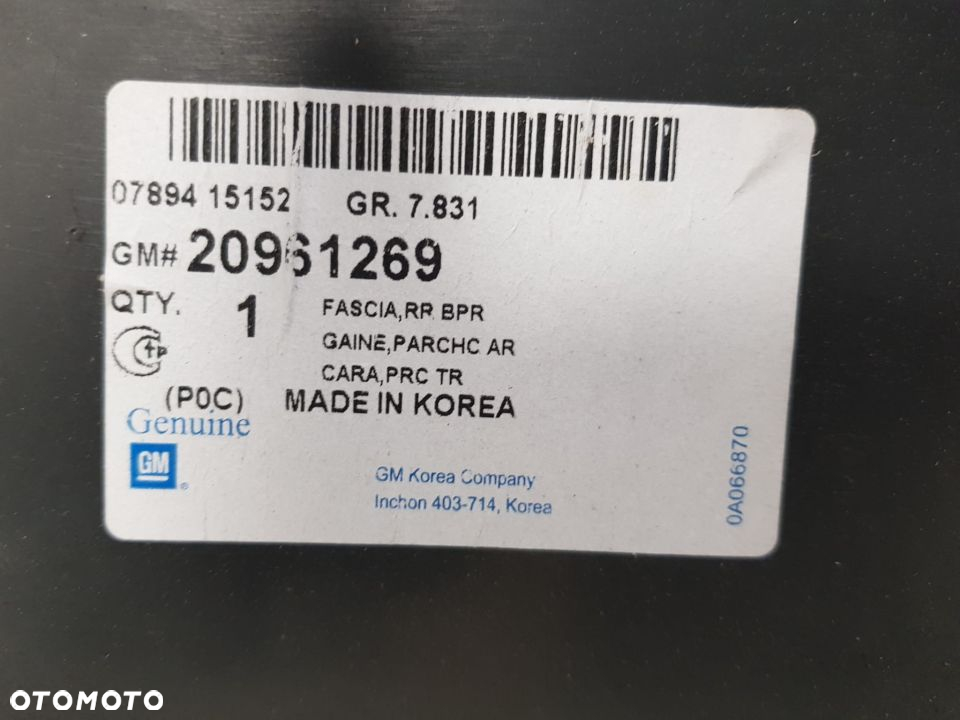 07894 15152 GR. 7.831
GM# 20961269
QTY. 1 FASCIA,RR BPR
GAINE,PARCHC AR
CARA,PRC TR
(P0C) MADE IN KOREA
Genuine
GM
GM Korea Company
Inchon 403-714, Korea
0A066870
OTOMOTO